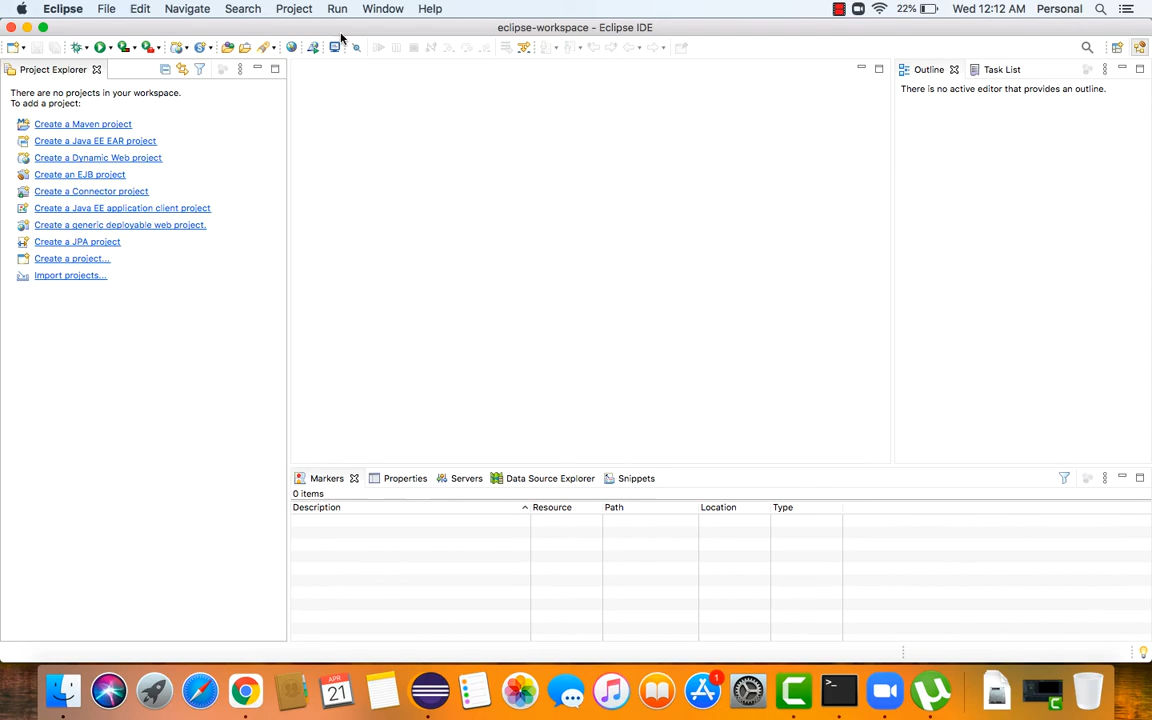 Eclipse File Edit Navigate Search Project Run Window Help 22% Wed 12:12 AM Personal
eclipse-workspace - Eclipse IDE
Project Explorer
There are no projects in your workspace.
To add a project:
Create a Maven project
Create a Java EE EAR project
Create a Dynamic Web project
Create an EJB project
Create a Connector project
Create a Java EE application client project
Create a generic deployable web project.
Create a JPA project
Create a project...
Import projects...
Outline Task List
There is no active editor that provides an outline.
Markers Properties Servers Data Source Explorer Snippets
0 items
Description Resource Path Location Type
APR
21
1
>_